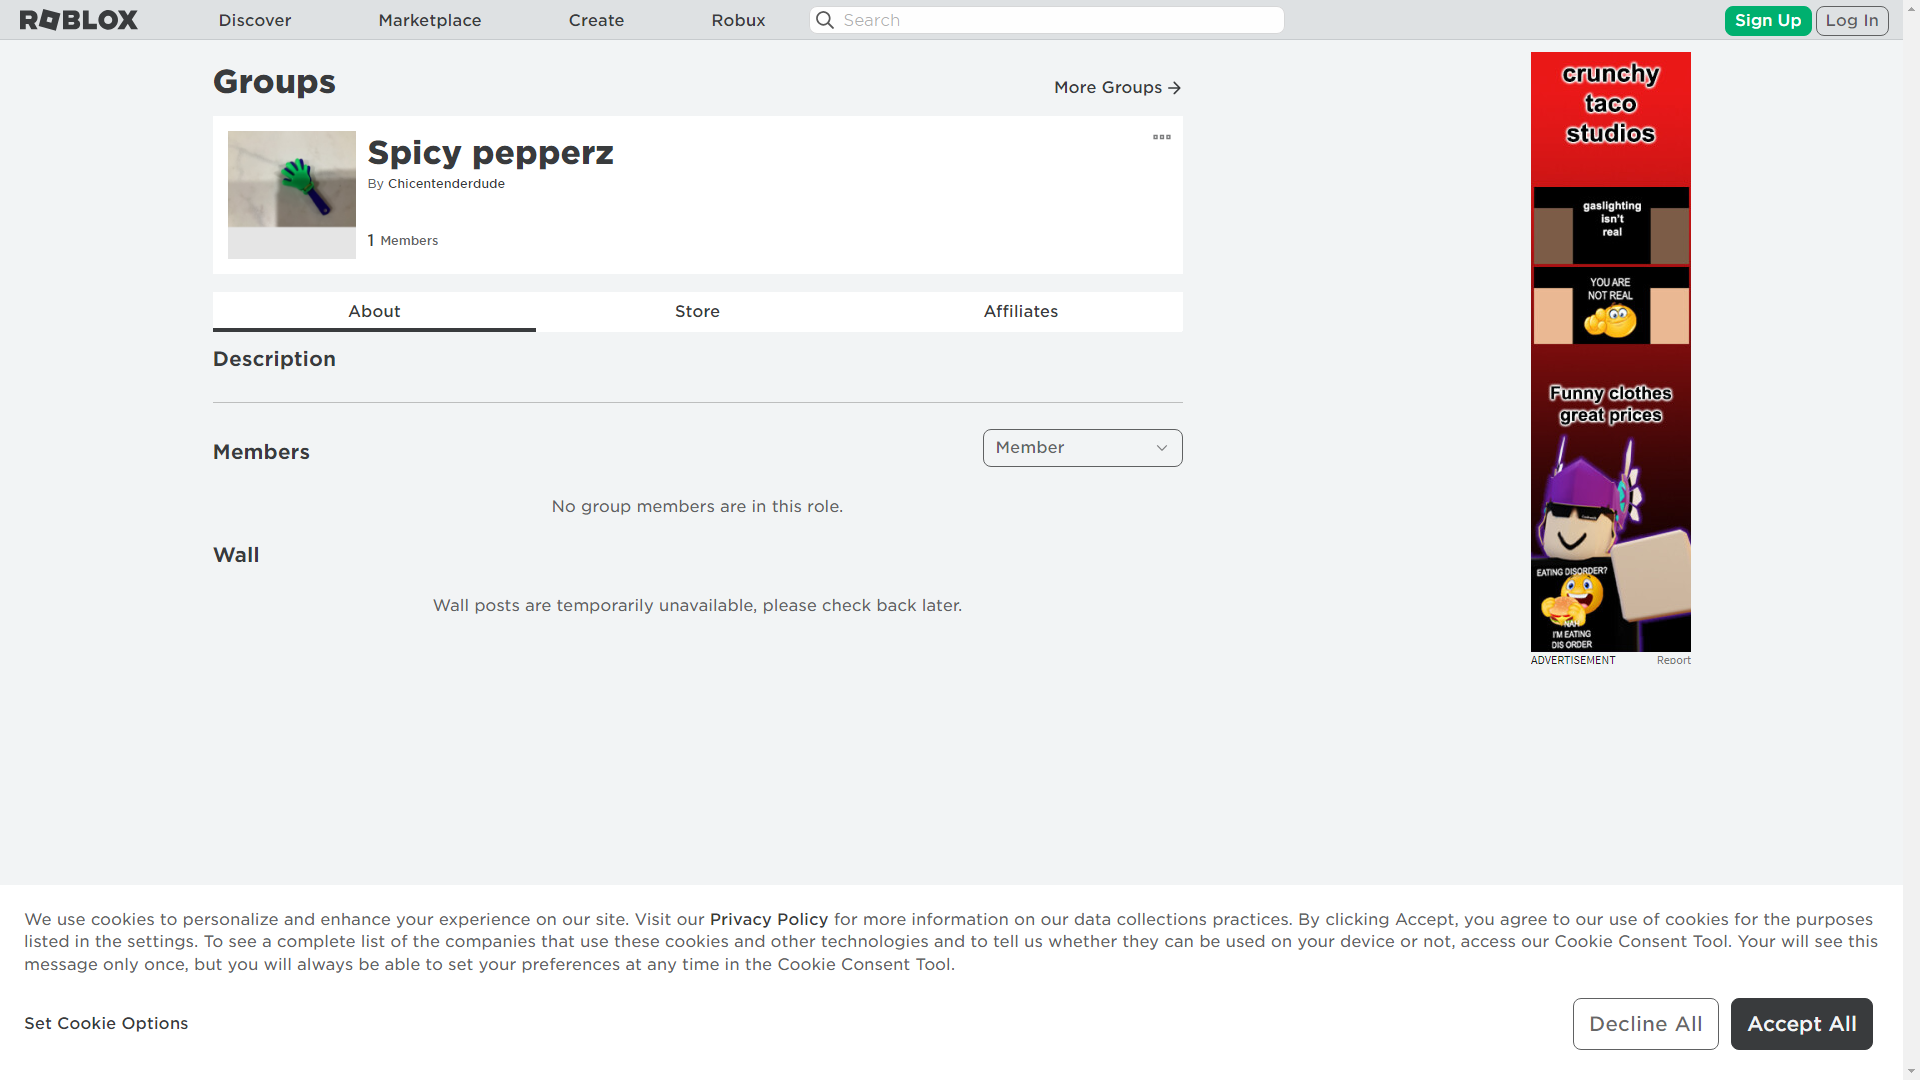 ROBLOX
Discover
Marketplace
Create
Robux
Search
Sign Up
Log In
Groups
More Groups
Spicy pepperz
By Chicentenderdude
1 Members
About
Store
Affiliates
Description
Members
Member
No group members are in this role.
Wall
Wall posts are temporarily unavailable, please check back later.
crunchy
taco
studios
gaslighting
isn't
real
YOU ARE
NOT REAL
Funny clothes
great prices
EATING DISORDER?
NAH
I'M EATING
DIS ORDER
ADVERTISEMENT
Report
We use cookies to personalize and enhance your experience on our site. Visit our Privacy Policy for more information on our data collections practices. By clicking Accept, you agree to our use of cookies for the purposes
listed in the settings. To see a complete list of the companies that use these cookies and other technologies and to tell us whether they can be used on your device or not, access our Cookie Consent Tool. Your will see this
message only once, but you will always be able to set your preferences at any time in the Cookie Consent Tool.
Set Cookie Options
Decline All
Accept All